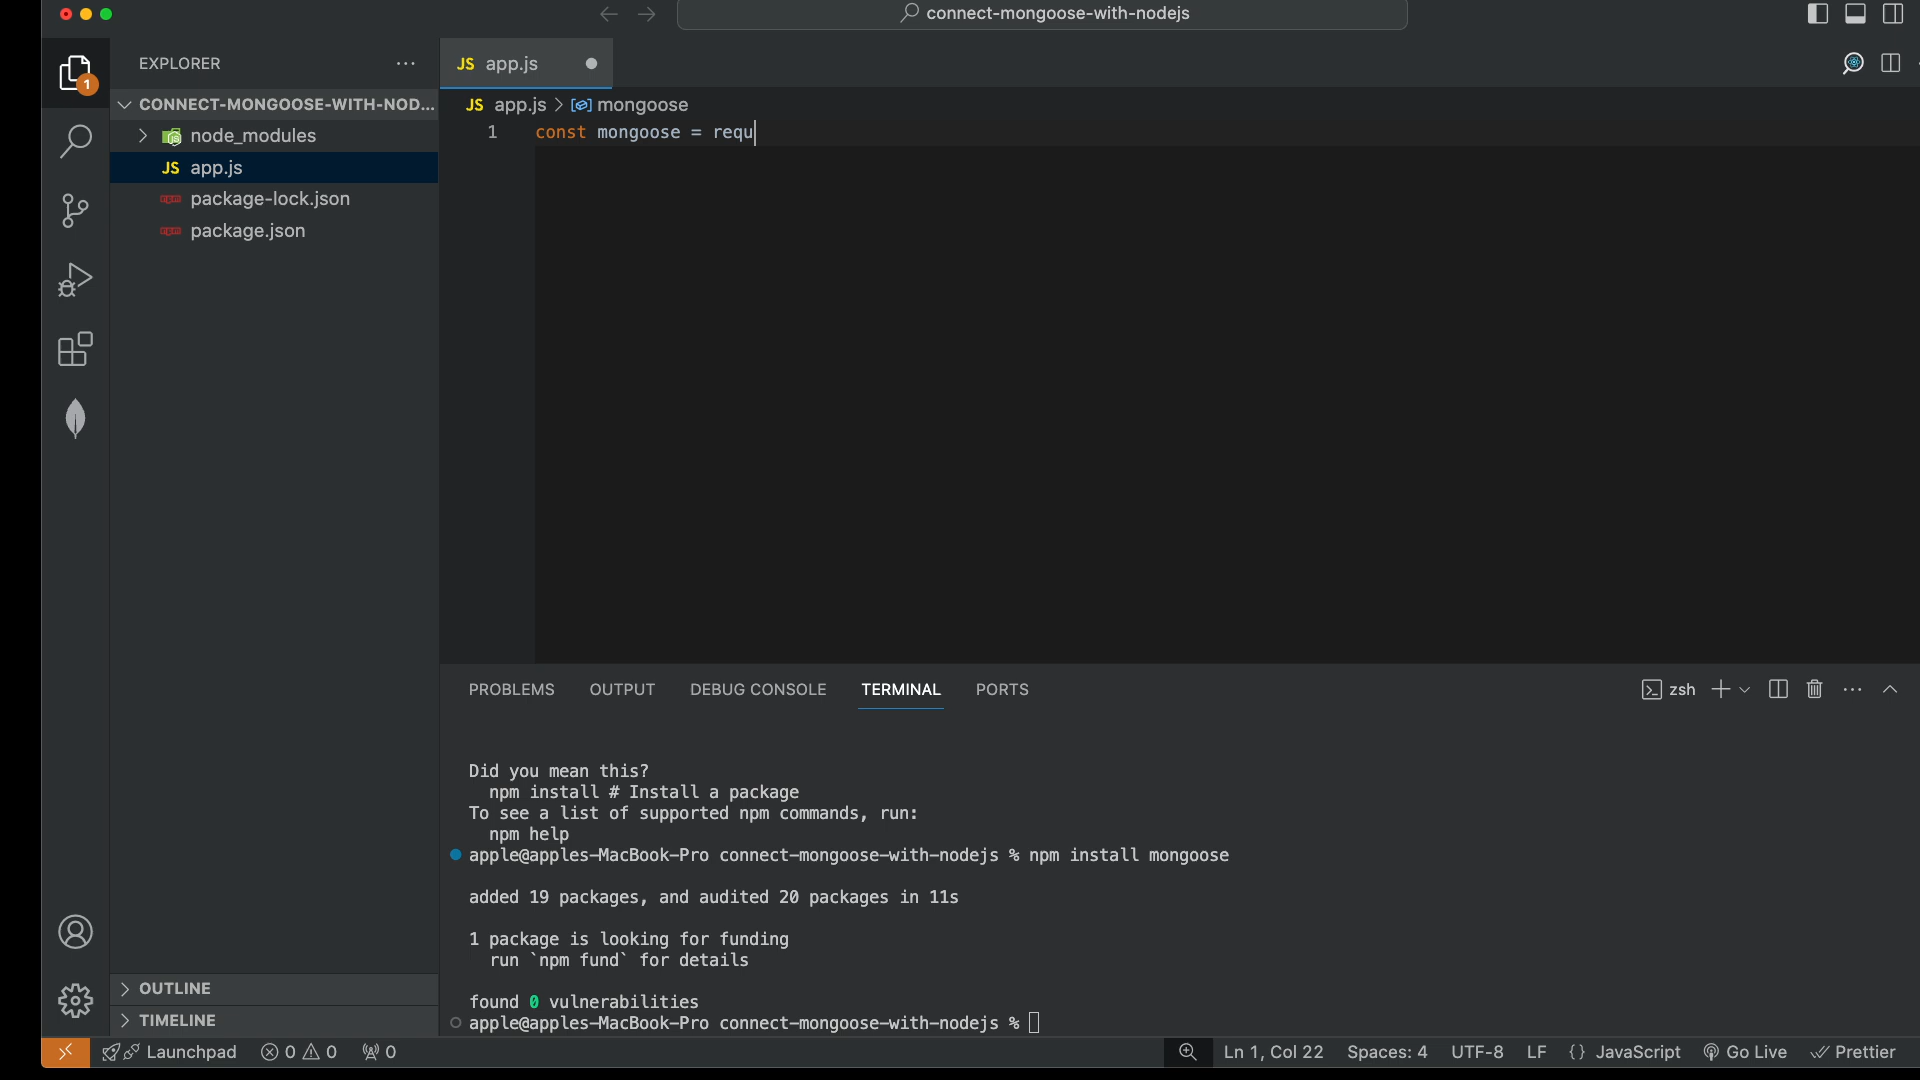 connect-mongoose-with-nodejs
1
EXPLORER
JS app.js
CONNECT-MONGOOSE-WITH-NOD...
JS app.js > mongoose
node_modules
1 const mongoose = requ
JS app.js
package-lock.json
package.json
PROBLEMS OUTPUT DEBUG CONSOLE TERMINAL PORTS
zsh
Did you mean this?
npm install # Install a package
To see a list of supported npm commands, run:
npm help
apple@apples-MacBook-Pro connect-mongoose-with-nodejs % npm install mongoose
added 19 packages, and audited 20 packages in 11s
1 package is looking for funding
run `npm fund` for details
found 0 vulnerabilities
apple@apples-MacBook-Pro connect-mongoose-with-nodejs %
OUTLINE
TIMELINE
Launchpad 0 0 0 Ln 1, Col 22 Spaces: 4 UTF-8 LF {} JavaScript Go Live Prettier